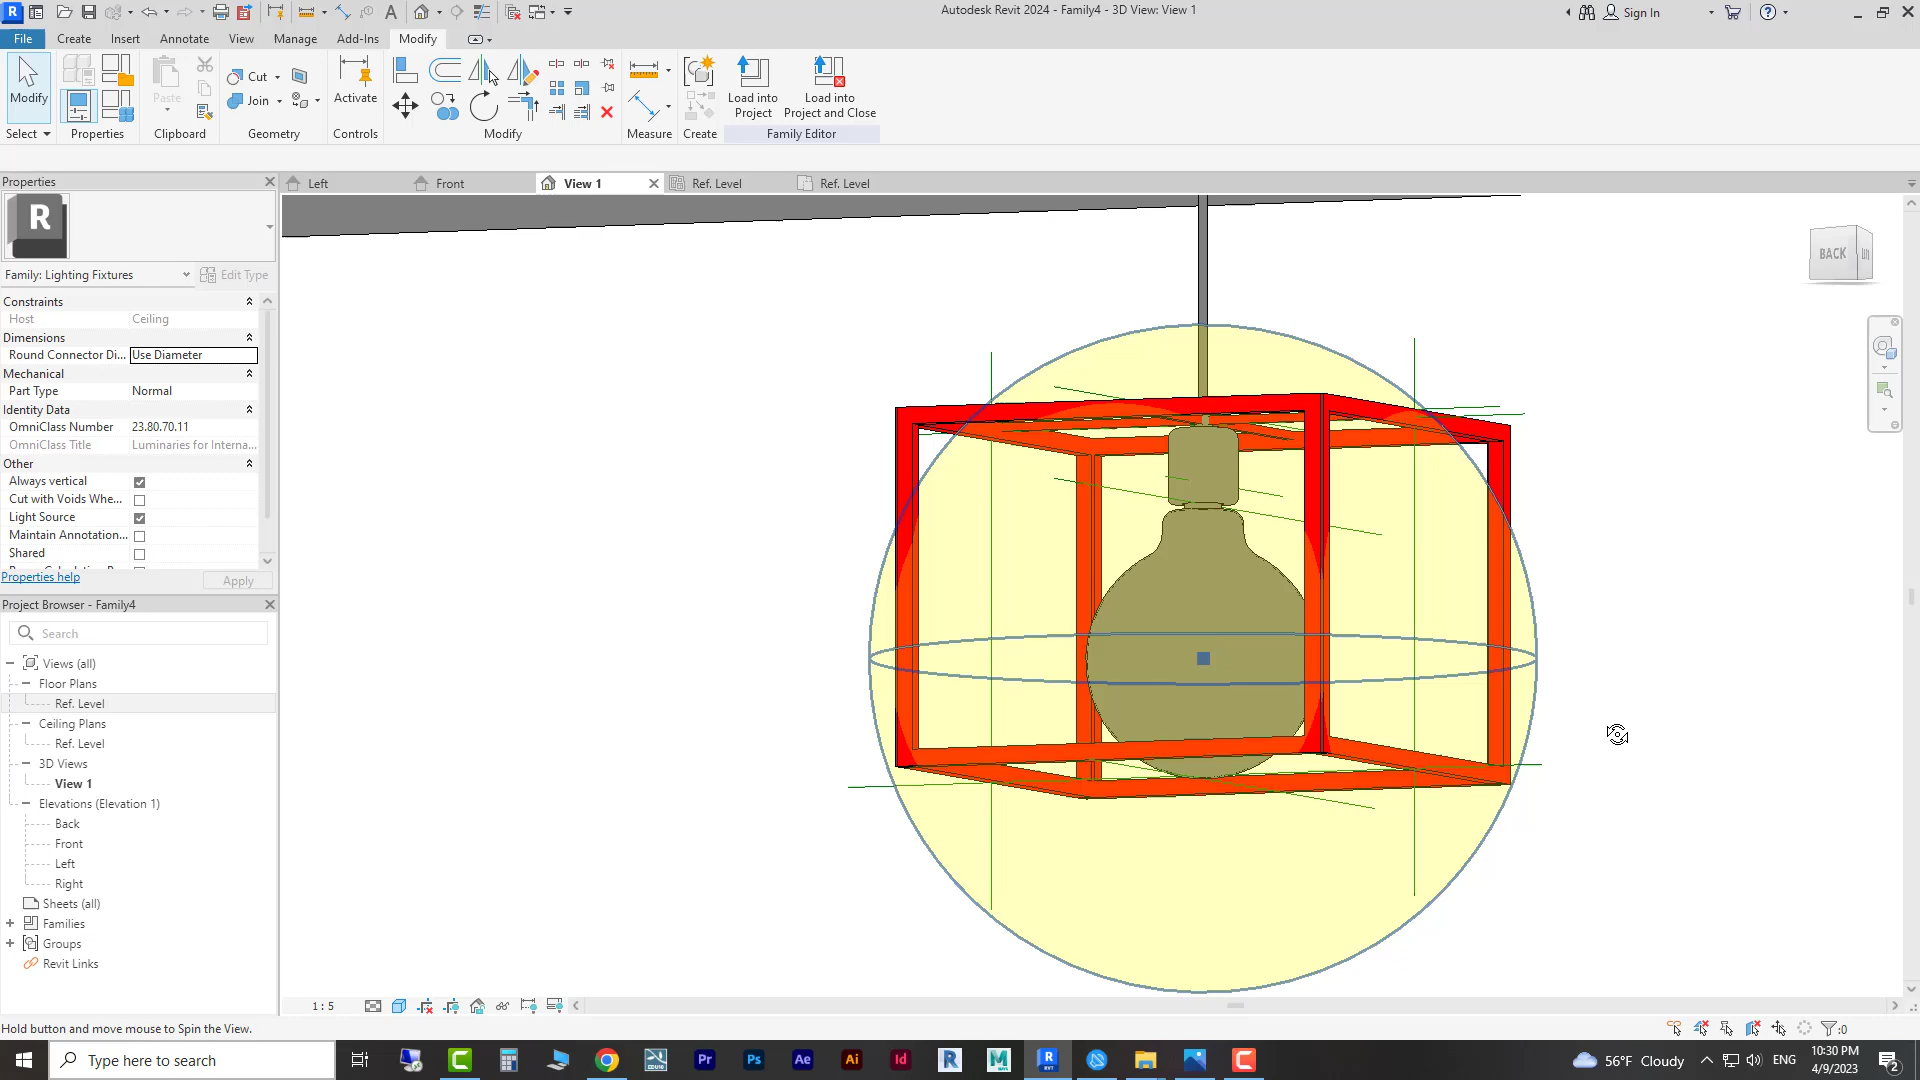 Autodesk Revit 2024 - Family4 - 3D View: View 1
Sign In
File Create Insert Annotate View Manage Add-Ins Modify
Modify
Paste
Cut
Join
Activate
Load into Project
Load into Project and Close
Select Properties Clipboard Geometry Controls Modify Measure Create Family Editor
Properties
Left Front View 1 Ref. Level Ref. Level
R
Family: Lighting Fixtures Edit Type
Constraints
Host Ceiling
Dimensions
Round Connector Di... Use Diameter
Mechanical
Part Type Normal
Identity Data
OmniClass Number 23.80.70.11
OmniClass Title Luminaries for Interna...
Other
Always vertical
Cut with Voids Whe...
Light Source
Maintain Annotation...
Shared
Properties help Apply
BACK
Project Browser - Family4
Search
Views (all)
Floor Plans
Ref. Level
Ceiling Plans
Ref. Level
3D Views
View 1
Elevations (Elevation 1)
Back
Front
Left
Right
Sheets (all)
Families
Groups
Revit Links
1:5
Hold button and move mouse to Spin the View.
:0
Type here to search
Pr Ps Ae Ai Id R M R
56°F Cloudy
ENG
10:30 PM
4/9/2023
2